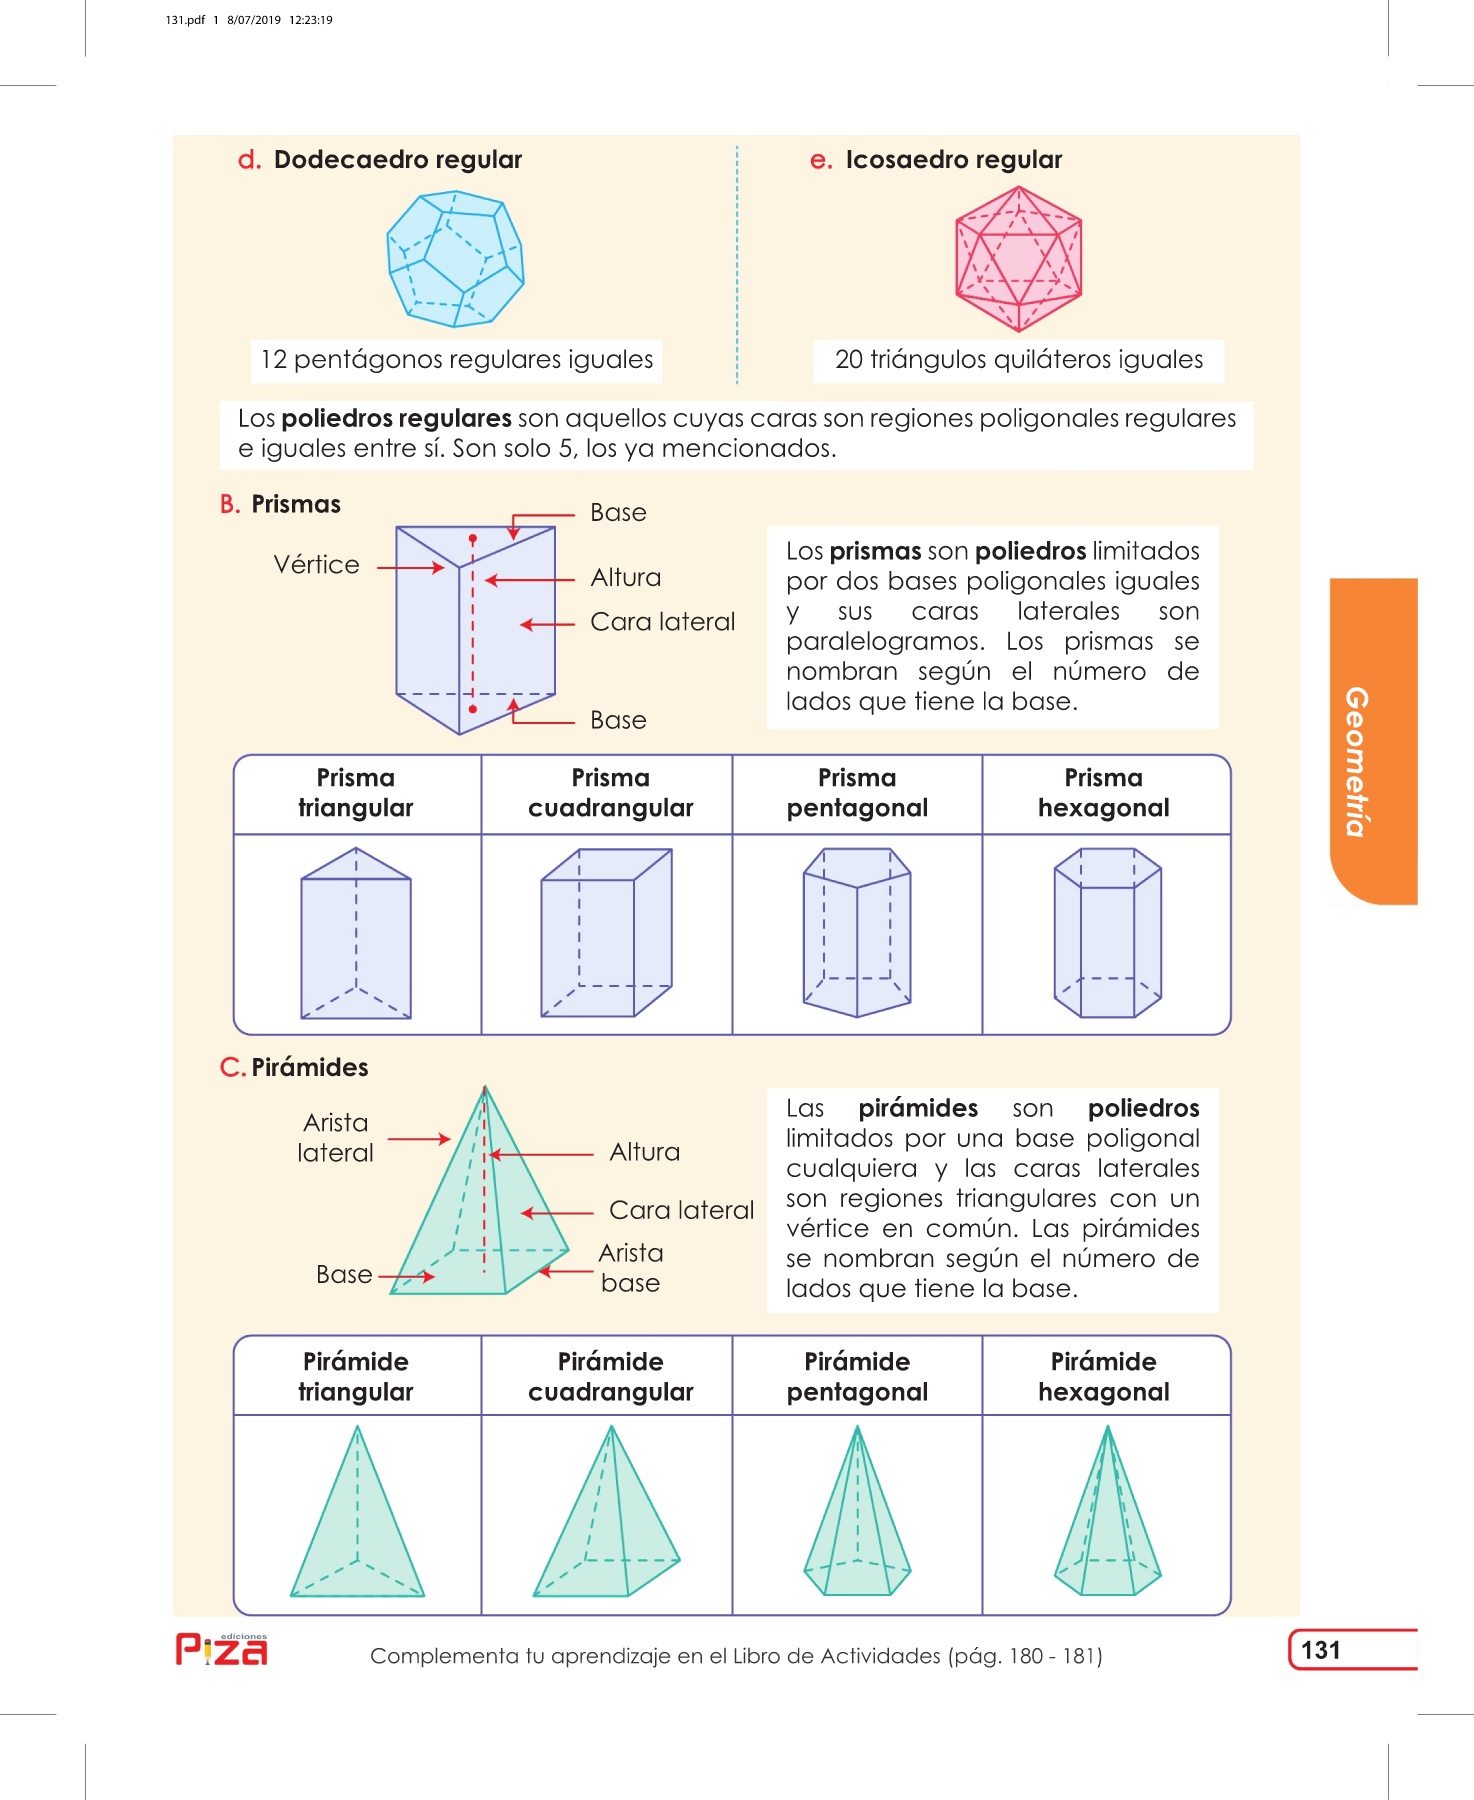 131.pdf 1 8/07/2019 12:23:19
d. Dodecaedro regular
12 pentágonos regulares iguales
e. Icosaedro regular
20 triángulos quiláteros iguales
Los poliedros regulares son aquellos cuyas caras son regiones poligonales regulares
e iguales entre sí. Son solo 5, los ya mencionados.
B. Prismas
Base
Vértice
Altura
Cara lateral
Base
Los prismas son poliedros limitados
por dos bases poligonales iguales
y sus caras laterales son
paralelogramos. Los prismas se
nombran según el número de
lados que tiene la base.
Prisma
triangular
Prisma
cuadrangular
Prisma
pentagonal
Prisma
hexagonal
C. Pirámides
Arista
lateral
Altura
Cara lateral
Arista
base
Base
Las pirámides son poliedros
limitados por una base poligonal
cualquiera y las caras laterales
son regiones triangulares con un
vértice en común. Las pirámides
se nombran según el número de
lados que tiene la base.
Pirámide
triangular
Pirámide
cuadrangular
Pirámide
pentagonal
Pirámide
hexagonal
Geometría
ediciones
Piza
Complementa tu aprendizaje en el Libro de Actividades (pág. 180 - 181)
131